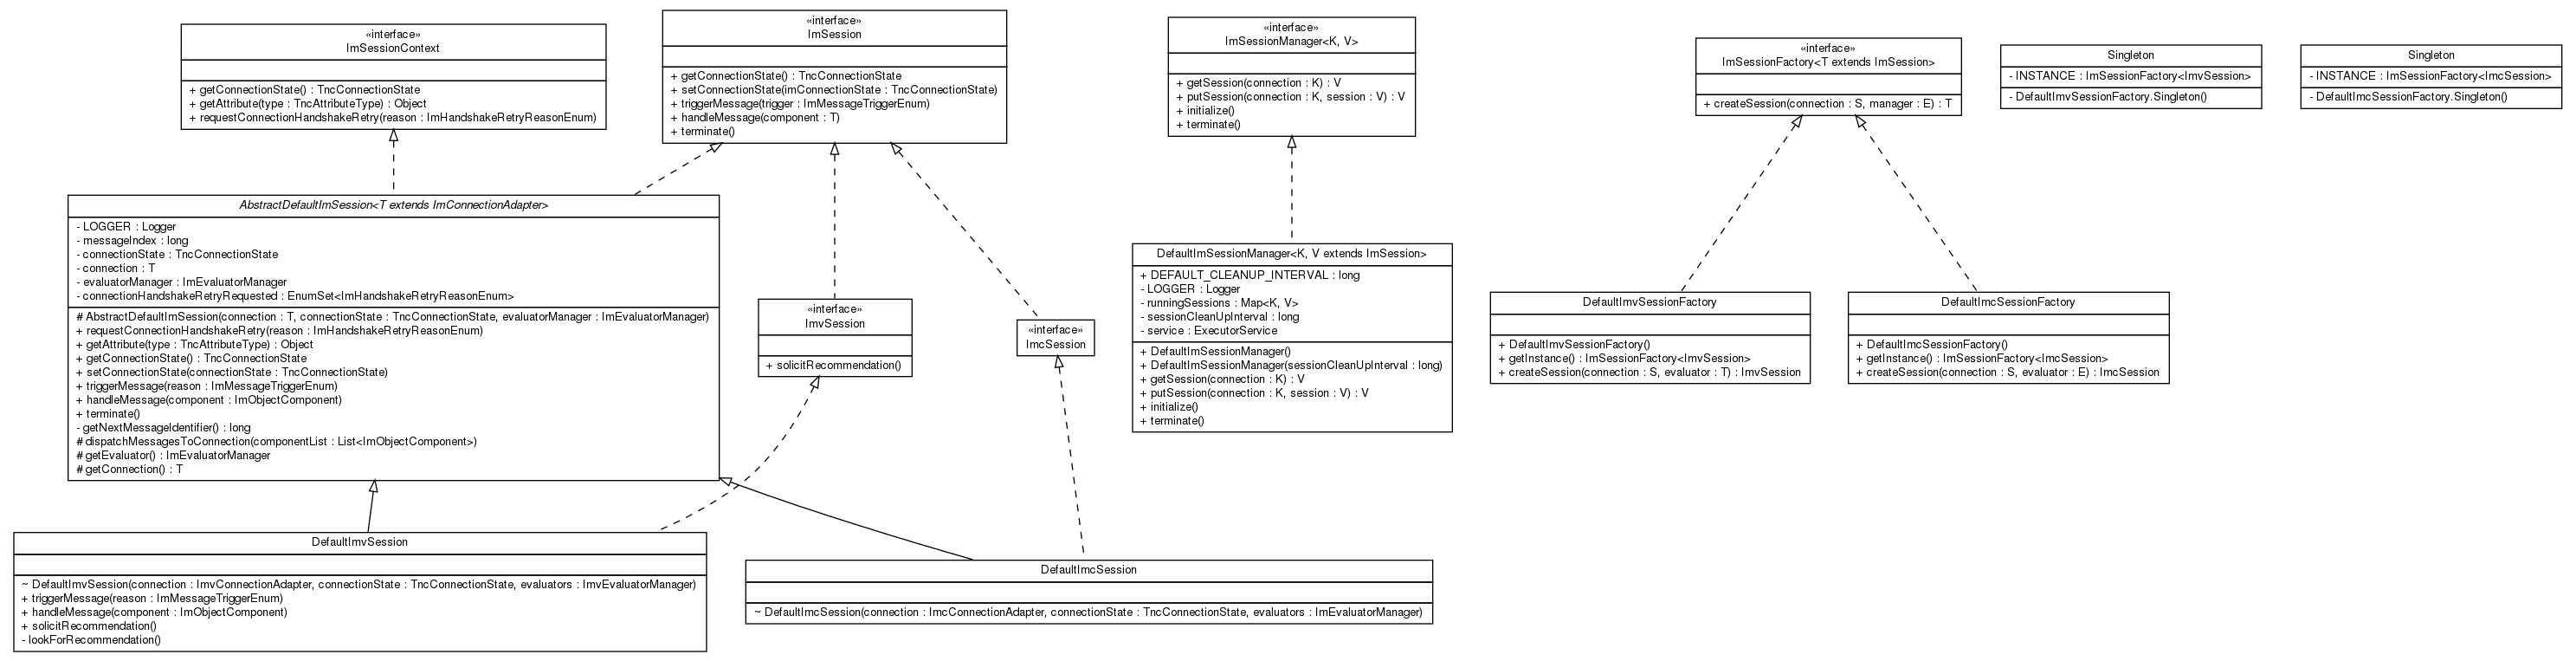 «interface»
ImSessionContext
+ getConnectionState() : TncConnectionState
+ getAttribute(type : TncAttributeType) : Object
+ requestConnectionHandshakeRetry(reason : ImHandshakeRetryReasonEnum)
«interface»
ImSession
+ getConnectionState() : TncConnectionState
+ setConnectionState(imConnectionState : TncConnectionState)
+ triggerMessage(trigger : ImMessageTriggerEnum)
+ handleMessage(component : T)
+ terminate()
«interface»
ImSessionManager<K, V>
+ getSession(connection : K) : V
+ putSession(connection : K, session : V) : V
+ initialize()
+ terminate()
«interface»
ImSessionFactory<T extends ImSession>
+ createSession(connection : S, manager : E) : T
Singleton
- INSTANCE : ImSessionFactory<ImvSession>
- DefaultImvSessionFactory.Singleton()
Singleton
- INSTANCE : ImSessionFactory<ImcSession>
- DefaultImcSessionFactory.Singleton()
AbstractDefaultImSession<T extends ImConnectionAdapter>
- LOGGER : Logger
- messageIndex : long
- connectionState : TncConnectionState
- connection : T
- evaluatorManager : ImEvaluatorManager
- connectionHandshakeRetryRequested : EnumSet<ImHandshakeRetryReasonEnum>
# AbstractDefaultImSession(connection : T, connectionState : TncConnectionState, evaluatorManager : ImEvaluatorManager)
+ requestConnectionHandshakeRetry(reason : ImHandshakeRetryReasonEnum)
+ getAttribute(type : TncAttributeType) : Object
+ getConnectionState() : TncConnectionState
+ setConnectionState(connectionState : TncConnectionState)
+ triggerMessage(reason : ImMessageTriggerEnum)
+ handleMessage(component : ImObjectComponent)
+ terminate()
- getNextMessageIdentifier() : long
# dispatchMessagesToConnection(componentList : List<ImObjectComponent>)
# getEvaluator() : ImEvaluatorManager
# getConnection() : T
«interface»
ImvSession
+ solicitRecommendation()
«interface»
ImcSession
DefaultImSessionManager<K, V extends ImSession>
+ DEFAULT_CLEANUP_INTERVAL : long
- LOGGER : Logger
- runningSessions : Map<K, V>
- sessionCleanUpInterval : long
- service : ExecutorService
+ DefaultImSessionManager()
+ DefaultImSessionManager(sessionCleanUpInterval : long)
+ getSession(connection : K) : V
+ putSession(connection : K, session : V) : V
+ initialize()
+ terminate()
DefaultImvSessionFactory
+ DefaultImvSessionFactory()
+ getInstance() : ImSessionFactory<ImvSession>
+ createSession(connection : S, evaluator : T) : ImvSession
DefaultImcSessionFactory
+ DefaultImcSessionFactory()
+ getInstance() : ImSessionFactory<ImcSession>
+ createSession(connection : S, evaluator : E) : ImcSession
DefaultImvSession
~ DefaultImvSession(connection : ImvConnectionAdapter, connectionState : TncConnectionState, evaluators : ImvEvaluatorManager)
+ triggerMessage(reason : ImMessageTriggerEnum)
+ handleMessage(component : ImObjectComponent)
+ solicitRecommendation()
- lookForRecommendation()
DefaultImcSession
~ DefaultImcSession(connection : ImcConnectionAdapter, connectionState : TncConnectionState, evaluators : ImEvaluatorManager)